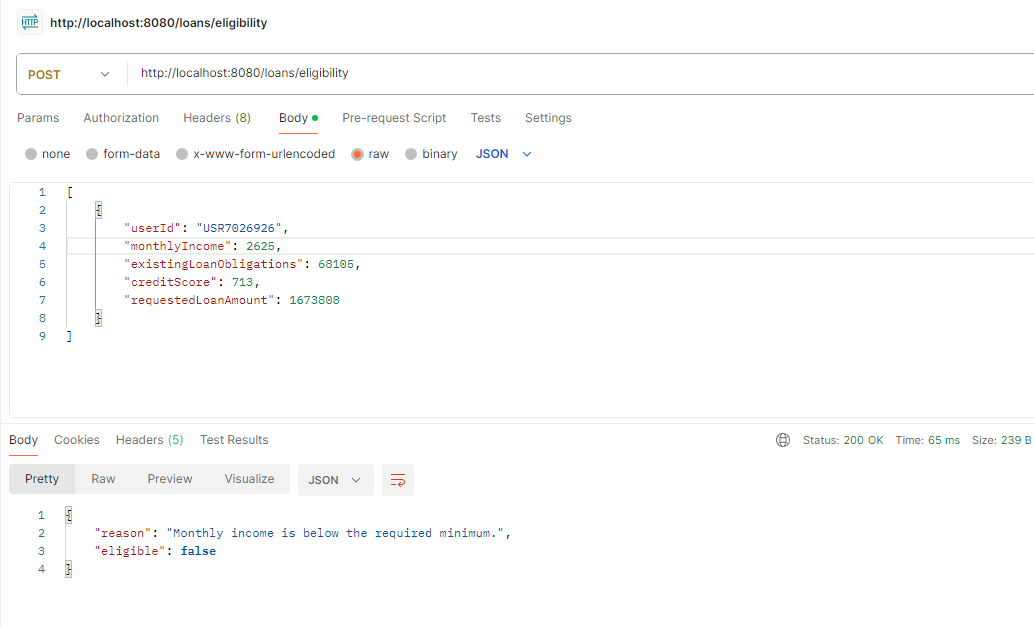 HTTP http://localhost:8080/loans/eligibility
POST http://localhost:8080/loans/eligibility
Params Authorization Headers (8) Body Pre-request Script Tests Settings
none form-data x-www-form-urlencoded raw binary JSON
1 [
2 {
3 "userId": "USR7026926",
4 "monthlyIncome": 2625,
5 "existingLoanObligations": 68105,
6 "creditScore": 713,
7 "requestedLoanAmount": 1673808
8 }
9 ]
Body Cookies Headers (5) Test Results Status: 200 OK Time: 65 ms Size: 239 B
Pretty Raw Preview Visualize JSON
1 {
2 "reason": "Monthly income is below the required minimum.",
3 "eligible": false
4 }